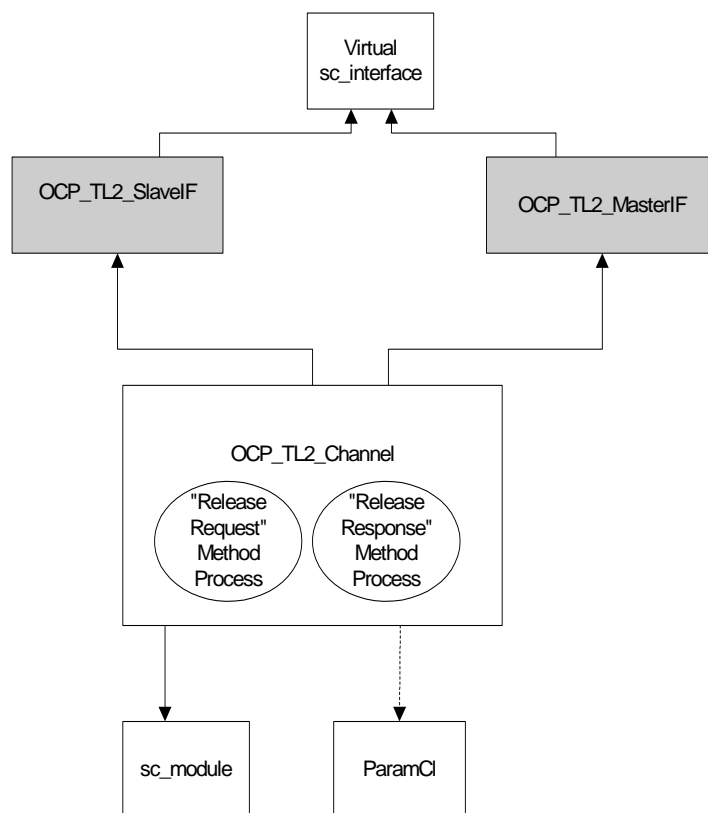 Virtual
sc_interface
OCP_TL2_SlaveIF
OCP_TL2_MasterIF
OCP_TL2_Channel
"Release
Request"
Method
Process
"Release
Response"
Method
Process
sc_module
ParamCl